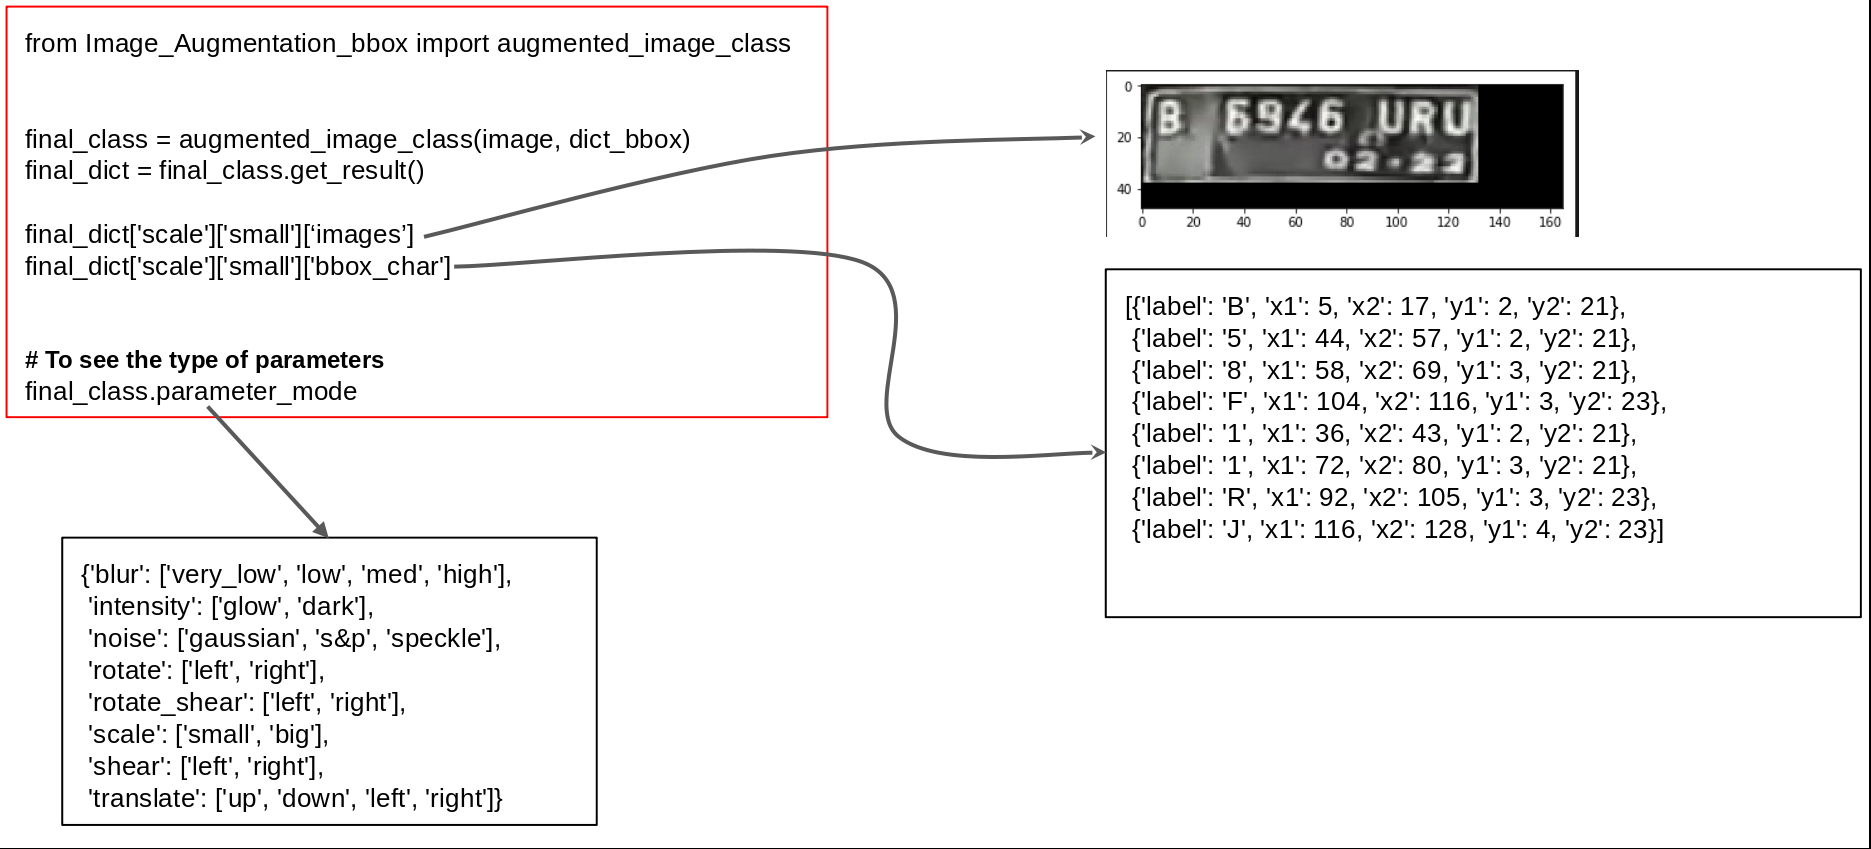 from Image_Augmentation_bbox import augmented_image_class
final_class = augmented_image_class(image, dict_bbox)
final_dict = final_class.get_result()
final_dict['scale']['small'][‘images’]
final_dict['scale']['small']['bbox_char']
# To see the type of parameters
final_class.parameter_mode
{'blur': ['very_low', 'low', 'med', 'high'],
'intensity': ['glow', 'dark'],
'noise': ['gaussian', 's&p', 'speckle'],
'rotate': ['left', 'right'],
'rotate_shear': ['left', 'right'],
'scale': ['small', 'big'],
'shear': ['left', 'right'],
'translate': ['up', 'down', 'left', 'right']}
0
20
40
B 6946 URU
02·22
0 20 40 60 80 100 120 140 160
[{'label': 'B', 'x1': 5, 'x2': 17, 'y1': 2, 'y2': 21},
{'label': '5', 'x1': 44, 'x2': 57, 'y1': 2, 'y2': 21},
{'label': '8', 'x1': 58, 'x2': 69, 'y1': 3, 'y2': 21},
{'label': 'F', 'x1': 104, 'x2': 116, 'y1': 3, 'y2': 23},
{'label': '1', 'x1': 36, 'x2': 43, 'y1': 2, 'y2': 21},
{'label': '1', 'x1': 72, 'x2': 80, 'y1': 3, 'y2': 21},
{'label': 'R', 'x1': 92, 'x2': 105, 'y1': 3, 'y2': 23},
{'label': 'J', 'x1': 116, 'x2': 128, 'y1': 4, 'y2': 23}]